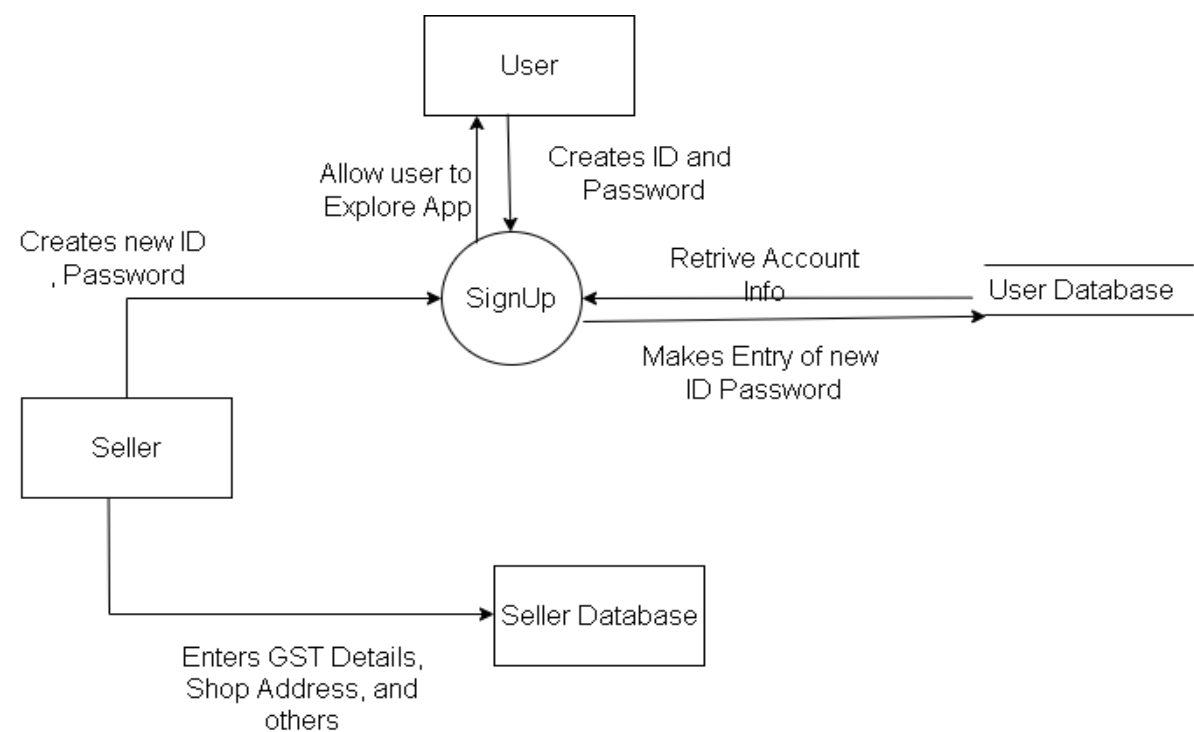 User
Allow user to
Explore App
Creates ID and
Password
Creates new ID
, Password
SignUp
Retrive Account
Info
User Database
Makes Entry of new
ID Password
Seller
Seller Database
Enters GST Details,
Shop Address, and
others